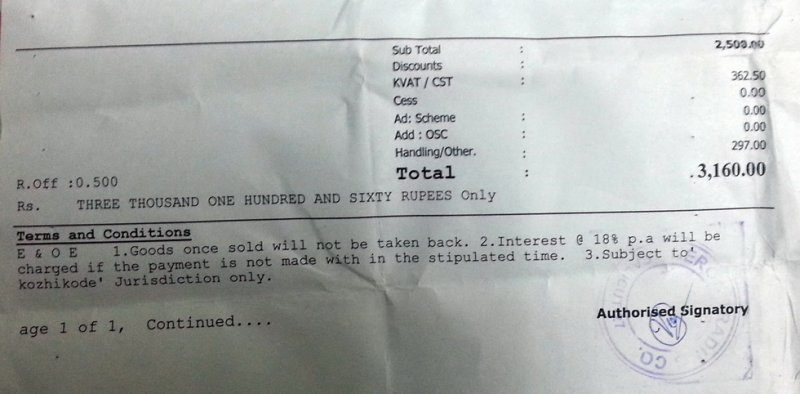 Sub Total : 2,500.00
Discounts :
KVAT / CST : 362.50
Cess 0.00
Ad: Scheme : 0.00
Add : OSC : 0.00
Handling/Other. : 297.00
Total : 3,160.00
R.Off :0.500
Rs. THREE THOUSAND ONE HUNDRED AND SIXTY RUPEES Only
Terms and Conditions
E & O E 1.Goods once sold will not be taken back. 2.Interest @ 18% p.a will be
charged if the payment is not made with in the stipulated time. 3.Subject to
kozhikode' Jurisdiction only.
Authorised Signatory
age 1 of 1, Continued....
CO.